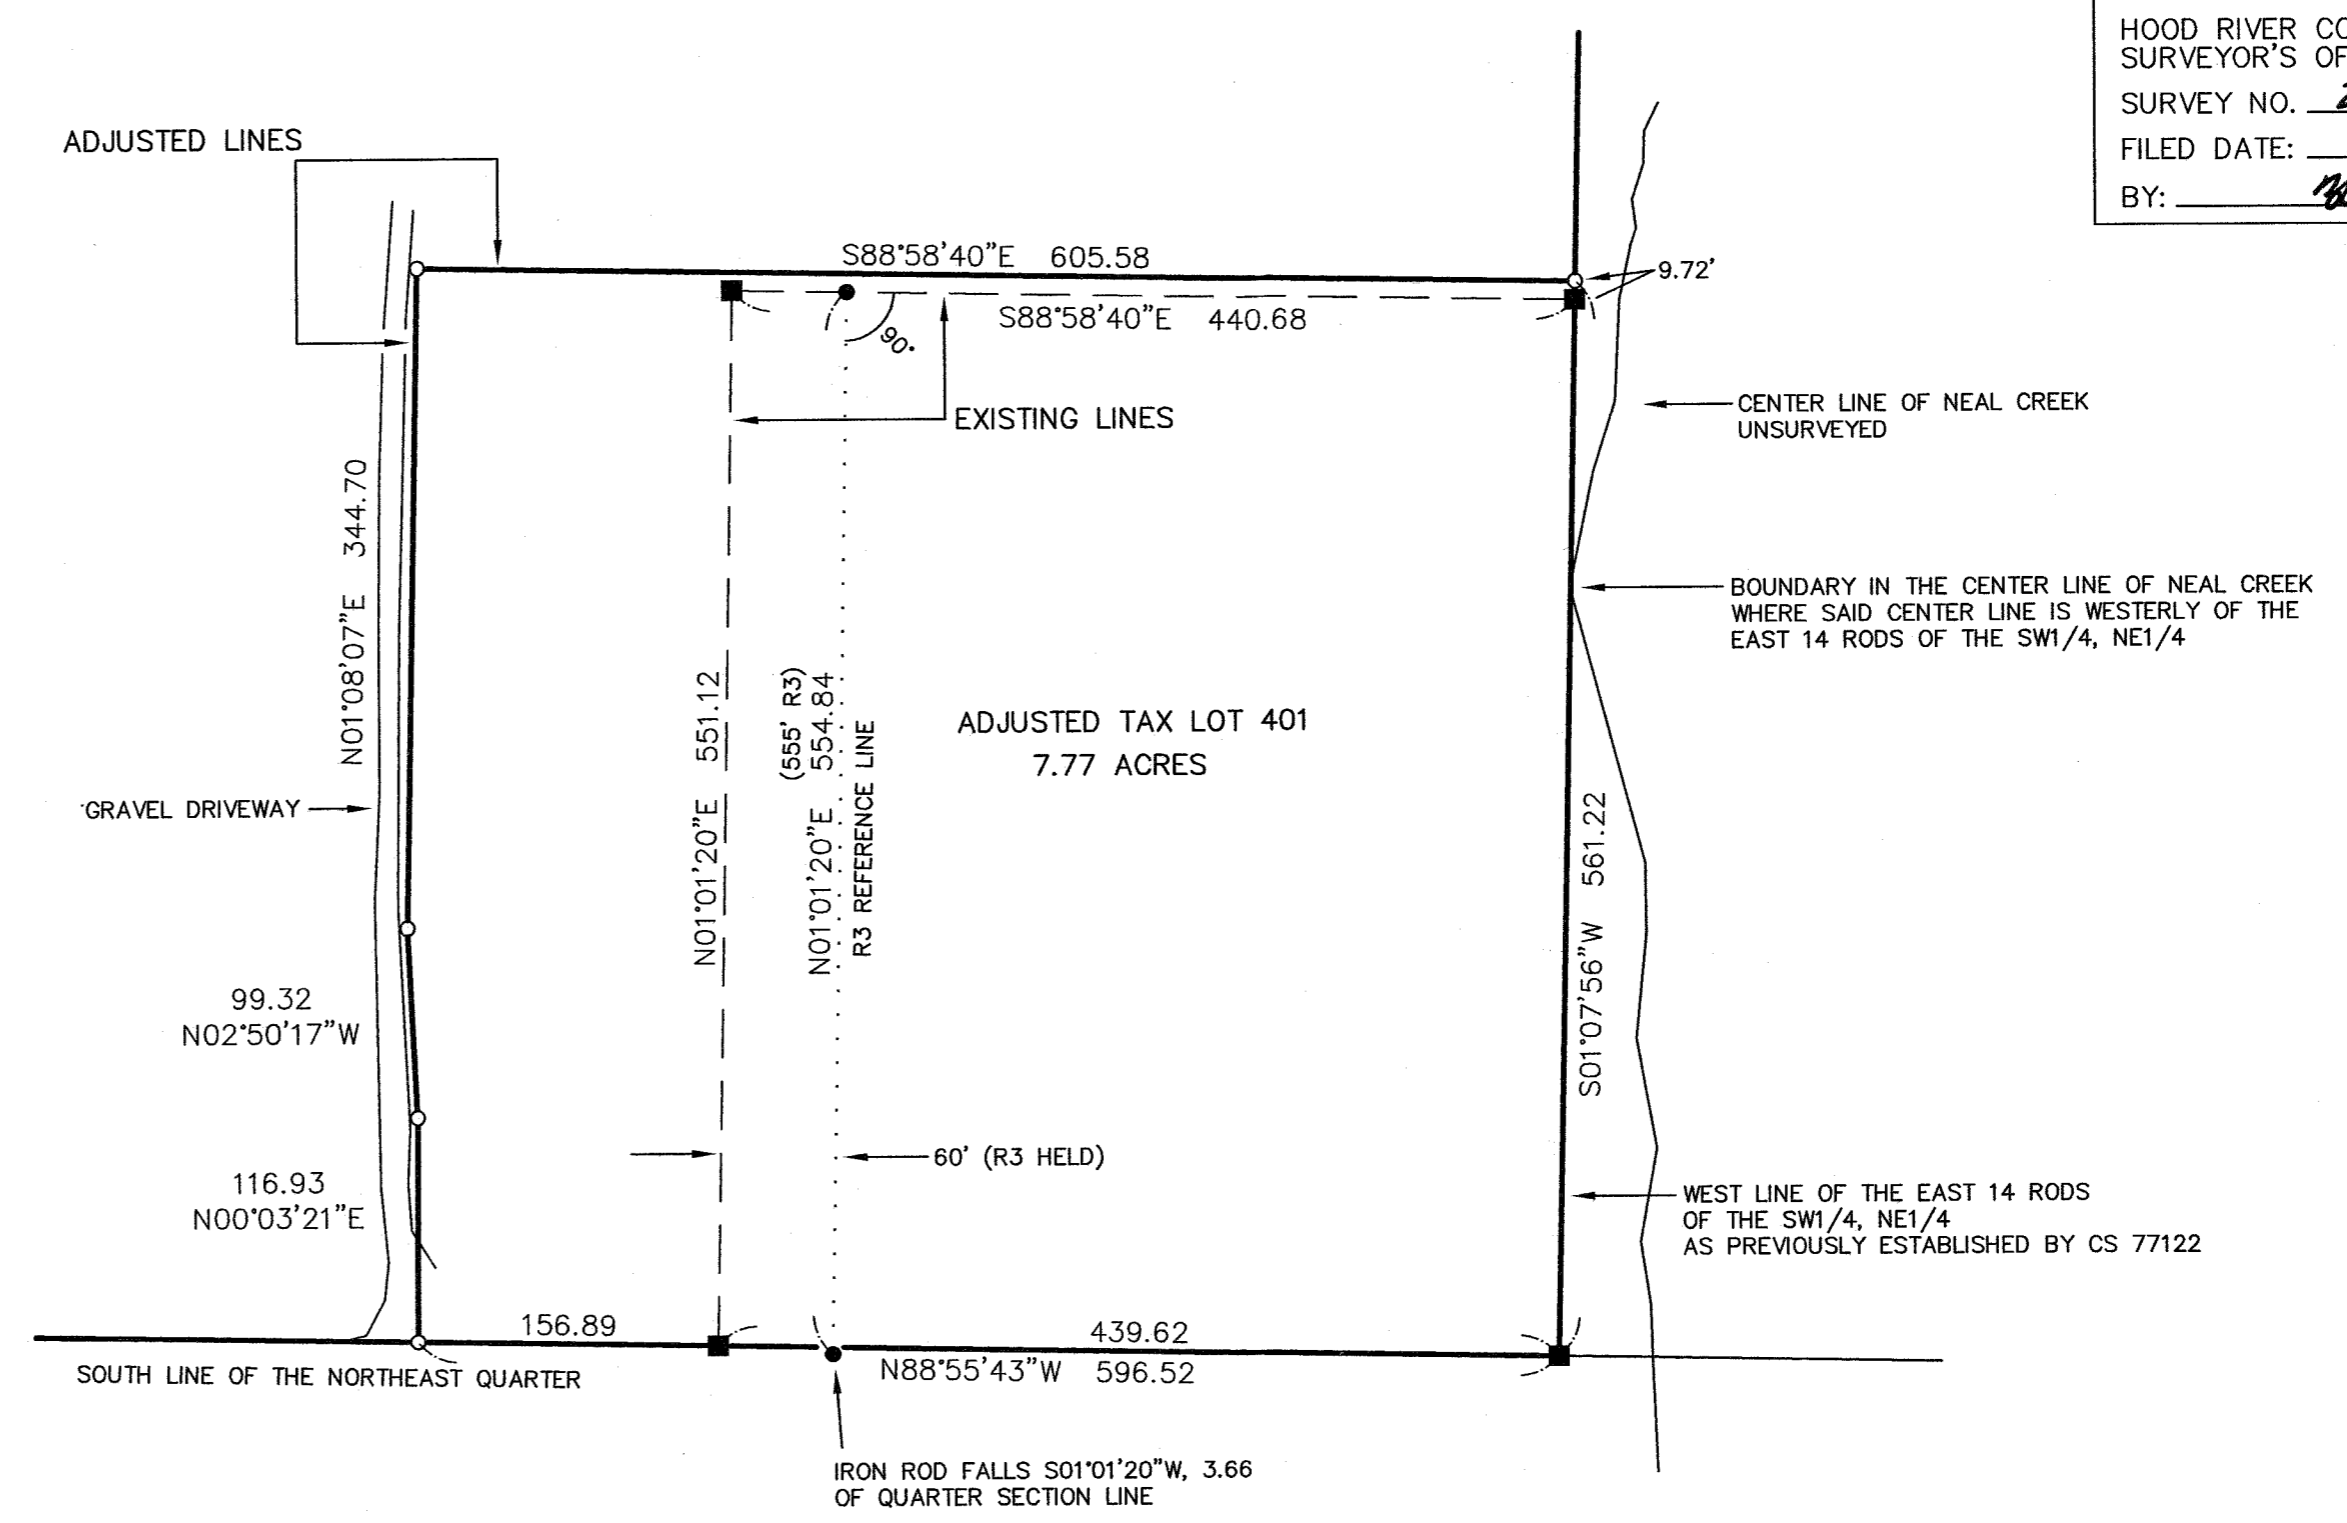 HOOD RIVER
SURVEYOR'S
SURVEY NO.
FILED DATE:
BY:
ADJUSTED LINES
S88°58'40"E 605.58
9.72'
S88°58'40"E 440.68
90°
EXISTING LINES
CENTER LINE OF NEAL CREEK
UNSURVEYED
N01°08'07"E 344.70
BOUNDARY IN THE CENTER LINE OF NEAL CREEK
WHERE SAID CENTER LINE IS WESTERLY OF THE
EAST 14 RODS OF THE SW1/4, NE1/4
N01°01'20"E 551.12
(555' R3)
N01°01'20"E 554.84
R3 REFERENCE LINE
ADJUSTED TAX LOT 401
7.77 ACRES
GRAVEL DRIVEWAY
S01°07'56"W 561.22
99.32
N02°50'17"W
60' (R3 HELD)
116.93
N00°03'21"E
WEST LINE OF THE EAST 14 RODS
OF THE SW1/4, NE1/4
AS PREVIOUSLY ESTABLISHED BY CS 77122
156.89
439.62
N88°55'43"W 596.52
SOUTH LINE OF THE NORTHEAST QUARTER
IRON ROD FALLS S01°01'20"W, 3.66
OF QUARTER SECTION LINE